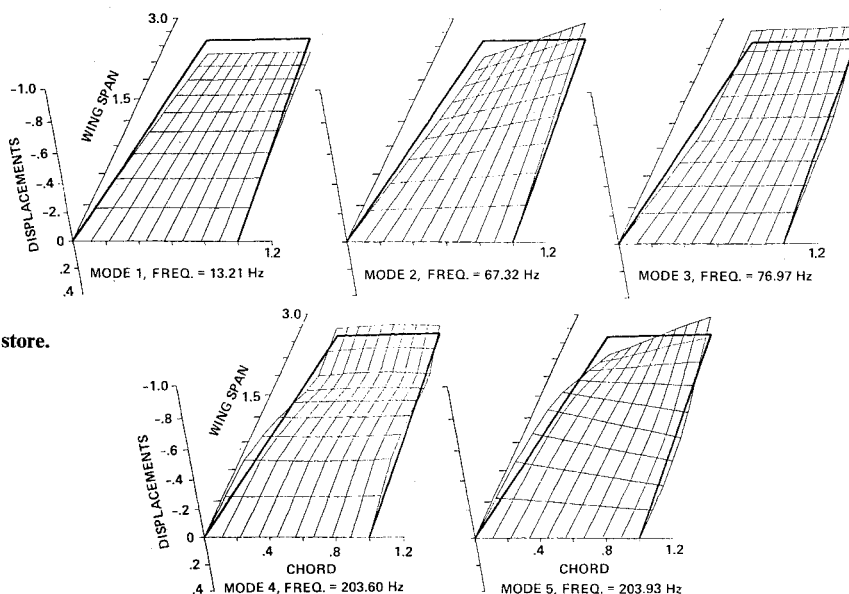 3.0
WING SPAN
1.5
DISPLACEMENTS
-1.0
-.8
-.6
-.4
-.2
0
.2
.4
1.2
MODE 1, FREQ. = 13.21 Hz
1.2
MODE 2, FREQ. = 67.32 Hz
1.2
MODE 3, FREQ. = 76.97 Hz
store.
3.0
WING SPAN
1.5
DISPLACEMENTS
-1.0
-.8
-.6
-.4
-.2
0
.2
.4
.4 .8 1.2
CHORD
MODE 4, FREQ. = 203.60 Hz
.4 .8 1.2
CHORD
MODE 5, FREQ. = 203.93 Hz